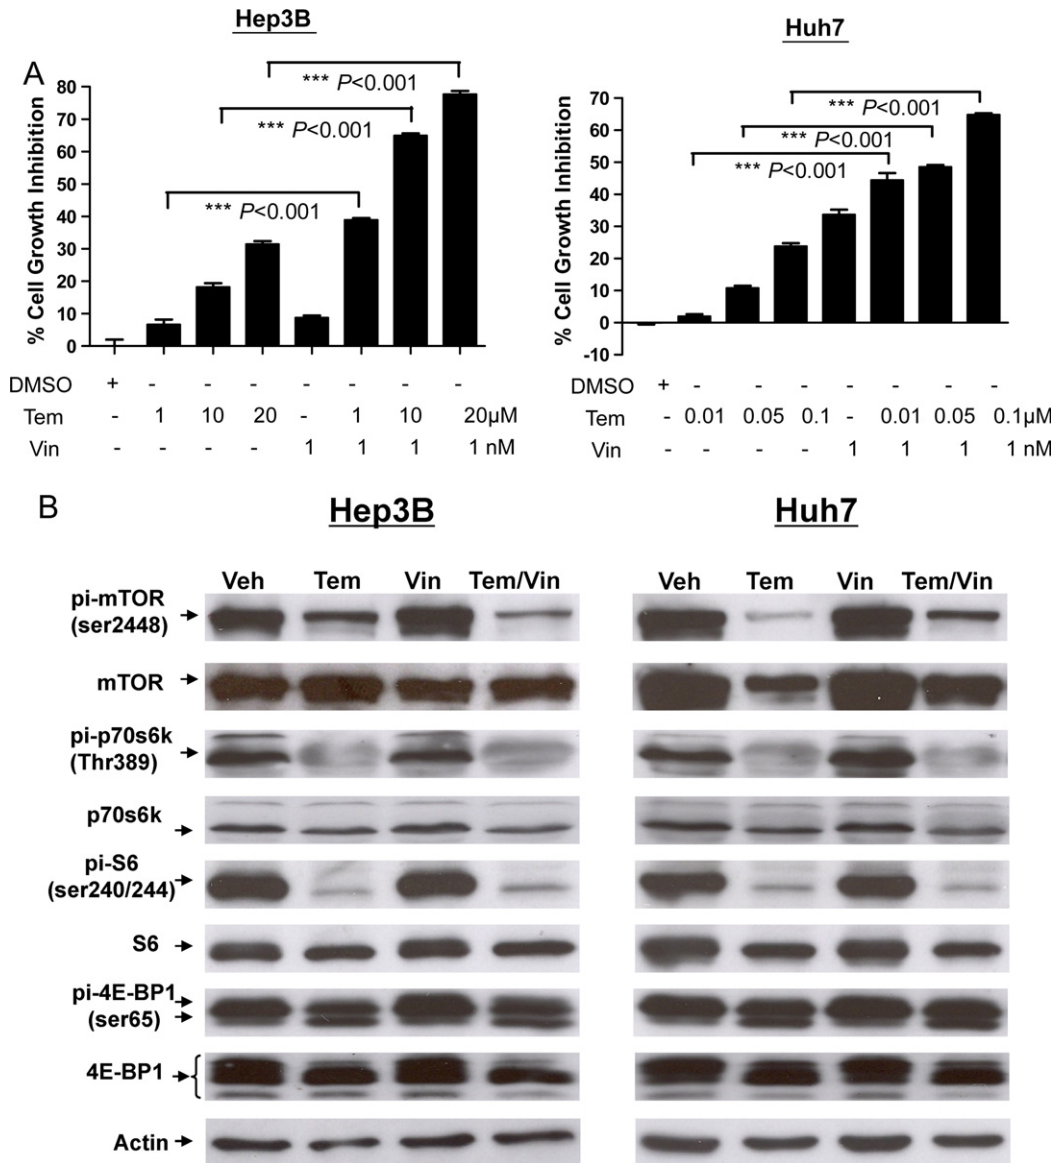 Hep3B
A
% Cell Growth Inhibition
80
70
60
50
40
30
20
10
0
*** P<0.001
*** P<0.001
*** P<0.001
DMSO + - - - - - - -
Tem - 1 10 20 - 1 10 20µM
Vin - - - - 1 1 1 1 nM
Huh7
% Cell Growth Inhibition
70
60
50
40
30
20
10
0
-10
*** P<0.001
*** P<0.001
*** P<0.001
DMSO + - - - - - - -
Tem - 0.01 0.05 0.1 - 0.01 0.05 0.1µM
Vin - - - - 1 1 1 1 nM
B
Hep3B Huh7
Veh Tem Vin Tem/Vin Veh Tem Vin Tem/Vin
pi-mTOR
(ser2448)
mTOR
pi-p70s6k
(Thr389)
p70s6k
pi-S6
(ser240/244)
S6
pi-4E-BP1
(ser65)
4E-BP1
Actin